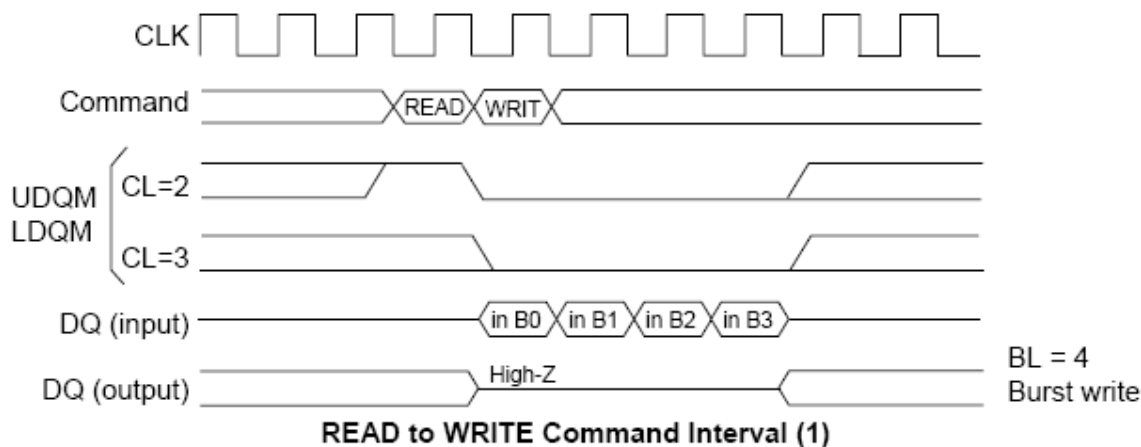 CLK
Command
READ
WRIT
UDQM
LDQM
CL=2
CL=3
DQ (input)
in B0
in B1
in B2
in B3
DQ (output)
High-Z
BL = 4
Burst write
READ to WRITE Command Interval (1)